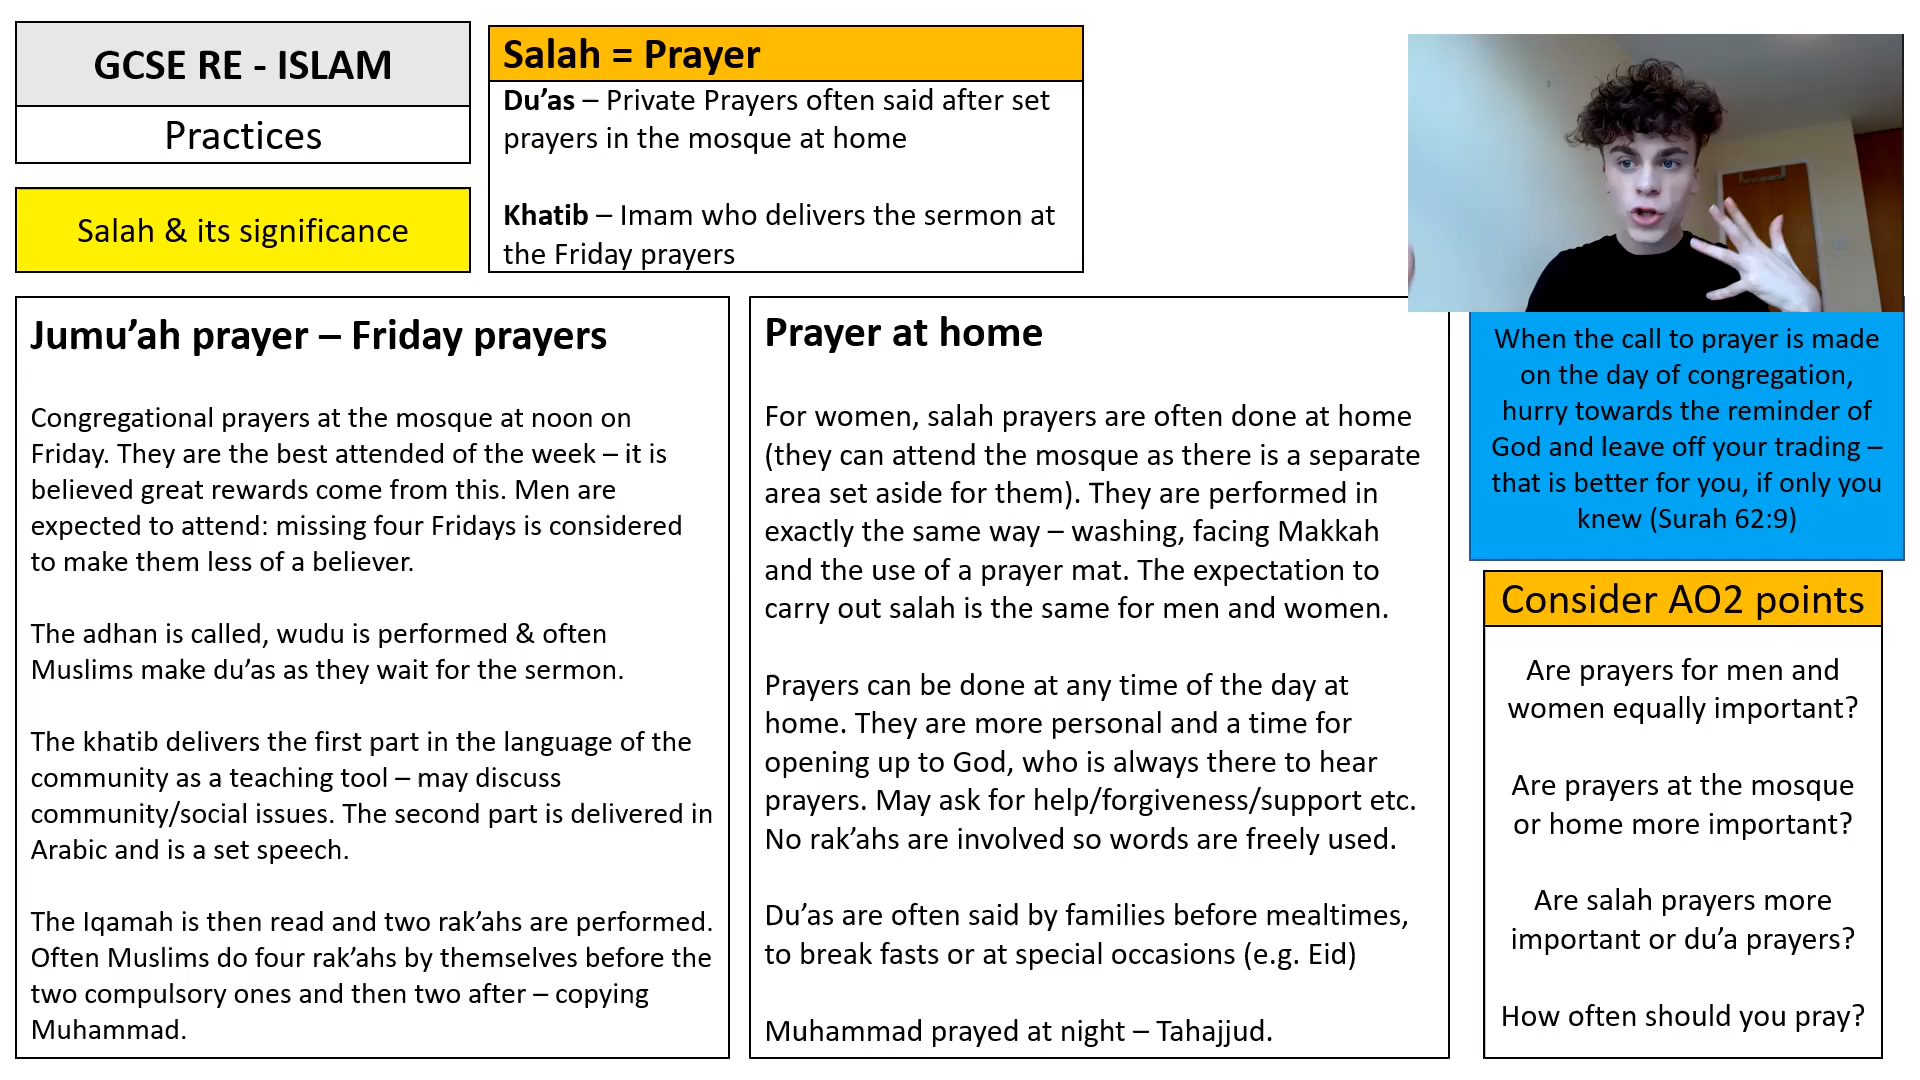 GCSE RE - ISLAM
Practices
Salah & its significance
Salah = Prayer
Du’as – Private Prayers often said after set
prayers in the mosque at home
Khatib – Imam who delivers the sermon at
the Friday prayers
Jumu’ah prayer – Friday prayers
Congregational prayers at the mosque at noon on
Friday. They are the best attended of the week – it is
believed great rewards come from this. Men are
expected to attend: missing four Fridays is considered
to make them less of a believer.
The adhan is called, wudu is performed & often
Muslims make du’as as they wait for the sermon.
The khatib delivers the first part in the language of the
community as a teaching tool – may discuss
community/social issues. The second part is delivered in
Arabic and is a set speech.
The Iqamah is then read and two rak’ahs are performed.
Often Muslims do four rak’ahs by themselves before the
two compulsory ones and then two after – copying
Muhammad.
Prayer at home
For women, salah prayers are often done at home
(they can attend the mosque as there is a separate
area set aside for them). They are performed in
exactly the same way – washing, facing Makkah
and the use of a prayer mat. The expectation to
carry out salah is the same for men and women.
Prayers can be done at any time of the day at
home. They are more personal and a time for
opening up to God, who is always there to hear
prayers. May ask for help/forgiveness/support etc.
No rak’ahs are involved so words are freely used.
Du’as are often said by families before mealtimes,
to break fasts or at special occasions (e.g. Eid)
Muhammad prayed at night – Tahajjud.
When the call to prayer is made
on the day of congregation,
hurry towards the reminder of
God and leave off your trading –
that is better for you, if only you
knew (Surah 62:9)
Consider AO2 points
Are prayers for men and
women equally important?
Are prayers at the mosque
or home more important?
Are salah prayers more
important or du’a prayers?
How often should you pray?